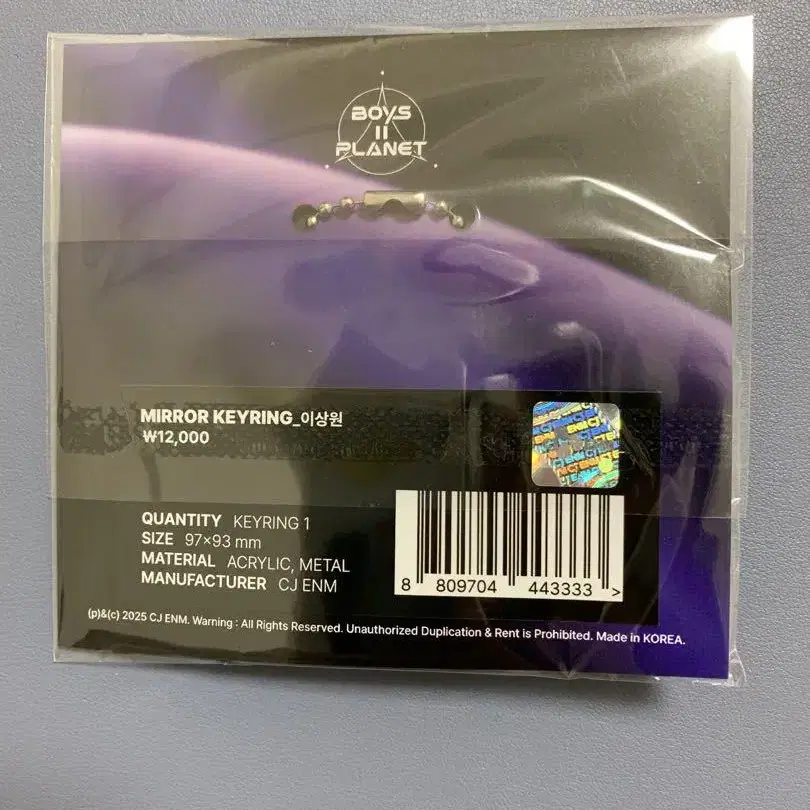 BOYS
II
PLANET
MIRROR KEYRING_이상원
₩12,000
QUANTITY KEYRING 1
SIZE 97×93 mm
MATERIAL ACRYLIC, METAL
MANUFACTURER CJ ENM
8 809704 443333 >
(p)&(c) 2025 CJ ENM. Warning : All Rights Reserved. Unauthorized Duplication & Rent is Prohibited. Made in KOREA.